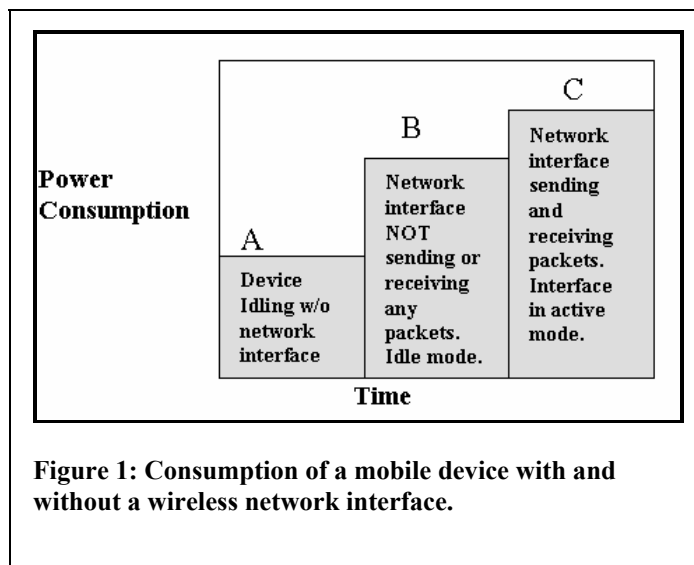 Power
Consumption
A
Device
Idling w/o
network
interface
B
Network
interface
NOT
sending or
receiving
any
packets.
Idle mode.
C
Network
interface
sending
and
receiving
packets.
Interface
in active
mode.
Time
Figure 1: Consumption of a mobile device with and
without a wireless network interface.